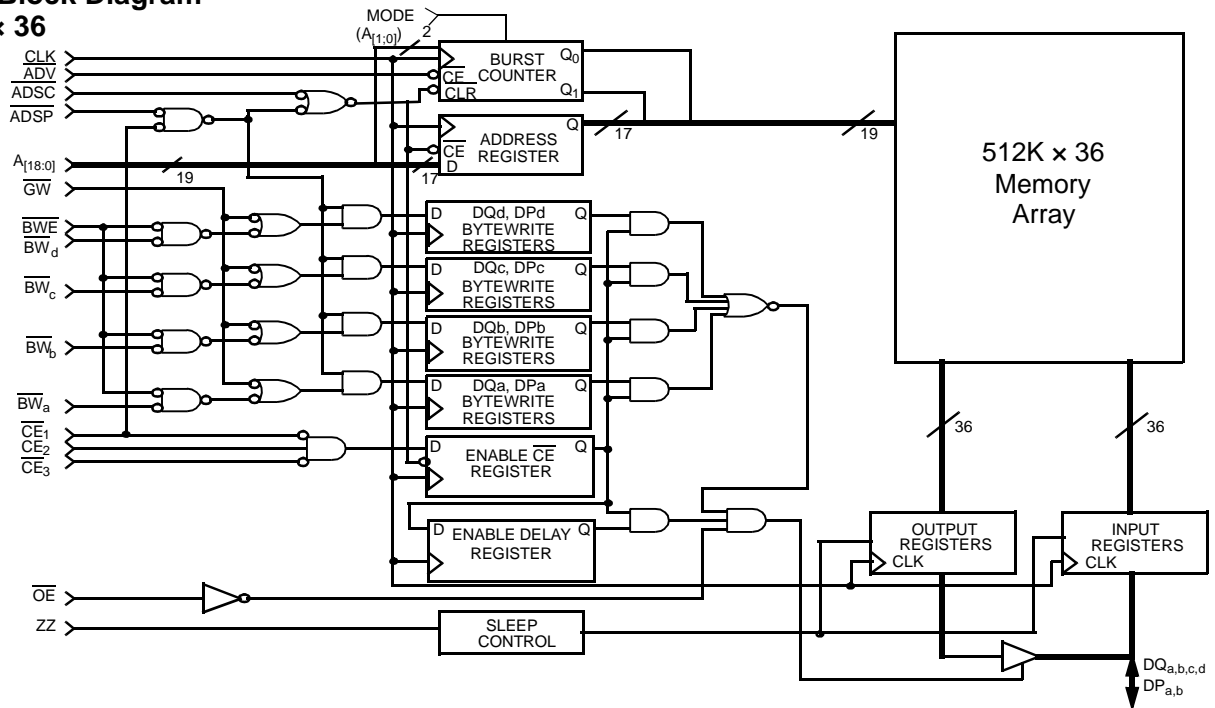 Block Diagram
× 36
MODE
(A[1;0])
2
CLK
ADV
ADSC
ADSP
A[18:0]
19
GW
BWE
BWd
BWc
BWb
BWa
CE1
CE2
CE3
OE
ZZ
BURST
COUNTER
CE
CLR
Q0
Q1
ADDRESS
REGISTER
CE
D
Q
17
17
19
D DQd, DPd Q
BYTEWRITE
REGISTERS
D DQc, DPc Q
BYTEWRITE
REGISTERS
D DQb, DPb Q
BYTEWRITE
REGISTERS
D DQa, DPa Q
BYTEWRITE
REGISTERS
D ENABLE CE Q
REGISTER
D ENABLE DELAY Q
REGISTER
SLEEP
CONTROL
512K × 36
Memory
Array
36
36
OUTPUT
REGISTERS
CLK
INPUT
REGISTERS
CLK
DQa,b,c,d
DPa,b